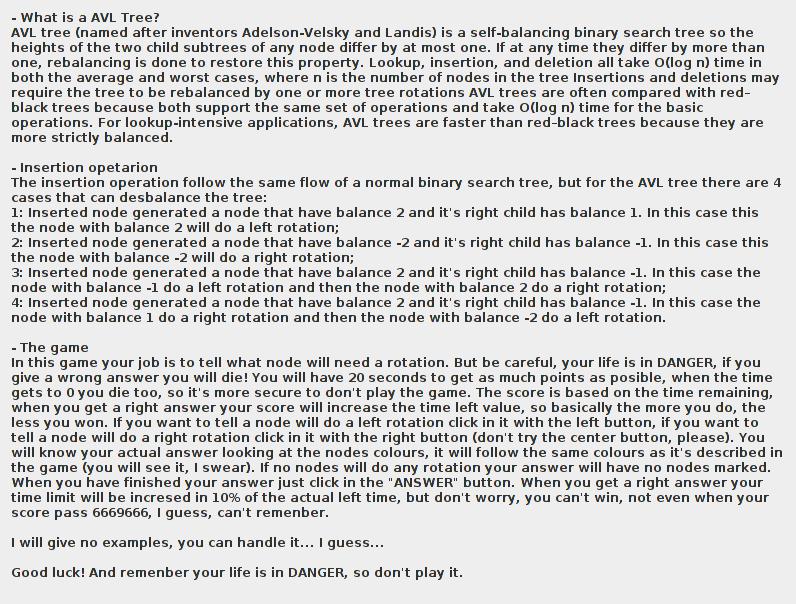 - What is a AVL Tree?
AVL tree (named after inventors Adelson-Velsky and Landis) is a self-balancing binary search tree so the
heights of the two child subtrees of any node differ by at most one. If at any time they differ by more than
one, rebalancing is done to restore this property. Lookup, insertion, and deletion all take O(log n) time in
both the average and worst cases, where n is the number of nodes in the tree Insertions and deletions may
require the tree to be rebalanced by one or more tree rotations AVL trees are often compared with red–
black trees because both support the same set of operations and take O(log n) time for the basic
operations. For lookup-intensive applications, AVL trees are faster than red–black trees because they are
more strictly balanced.

- Insertion opetarion
The insertion operation follow the same flow of a normal binary search tree, but for the AVL tree there are 4
cases that can desbalance the tree:
1: Inserted node generated a node that have balance 2 and it's right child has balance 1. In this case this
the node with balance 2 will do a left rotation;
2: Inserted node generated a node that have balance -2 and it's right child has balance -1. In this case this
the node with balance -2 will do a right rotation;
3: Inserted node generated a node that have balance 2 and it's right child has balance -1. In this case the
node with balance -1 do a left rotation and then the node with balance 2 do a right rotation;
4: Inserted node generated a node that have balance 2 and it's right child has balance -1. In this case the
node with balance 1 do a right rotation and then the node with balance -2 do a left rotation.

- The game
In this game your job is to tell what node will need a rotation. But be careful, your life is in DANGER, if you
give a wrong answer you will die! You will have 20 seconds to get as much points as posible, when the time
gets to 0 you die too, so it's more secure to don't play the game. The score is based on the time remaining,
when you get a right answer your score will increase the time left value, so basically the more you do, the
less you won. If you want to tell a node will do a left rotation click in it with the left button, if you want to
tell a node will do a right rotation click in it with the right button (don't try the center button, please). You
will know your actual answer looking at the nodes colours, it will follow the same colours as it's described in
the game (you will see it, I swear). If no nodes will do any rotation your answer will have no nodes marked.
When you have finished your answer just click in the "ANSWER" button. When you get a right answer your
time limit will be incresed in 10% of the actual left time, but don't worry, you can't win, not even when your
score pass 6669666, I guess, can't remenber.

I will give no examples, you can handle it... I guess...

Good luck! And remenber your life is in DANGER, so don't play it.